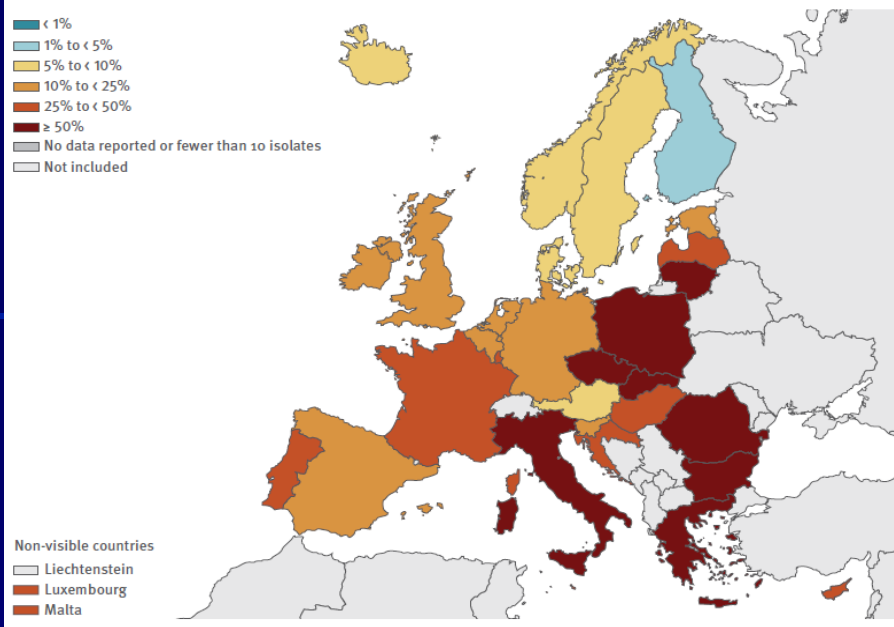 ‹ 1%
1% to ‹ 5%
5% to ‹ 10%
10% to ‹ 25%
25% to ‹ 50%
≥ 50%
No data reported or fewer than 10 isolates
Not included
Non-visible countries
Liechtenstein
Luxembourg
Malta